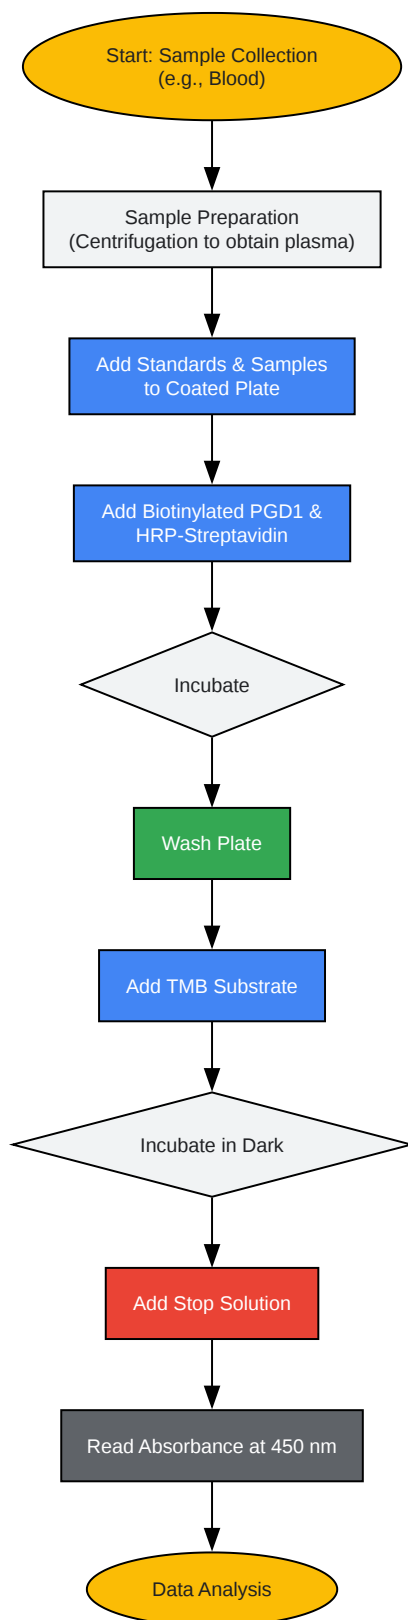 Start: Sample Collection
(e.g., Blood)
Sample Preparation
(Centrifugation to obtain plasma)
Add Standards & Samples
to Coated Plate
Add Biotinylated PGD1 &
HRP-Streptavidin
Incubate
Wash Plate
Add TMB Substrate
Incubate in Dark
Add Stop Solution
Read Absorbance at 450 nm
Data Analysis